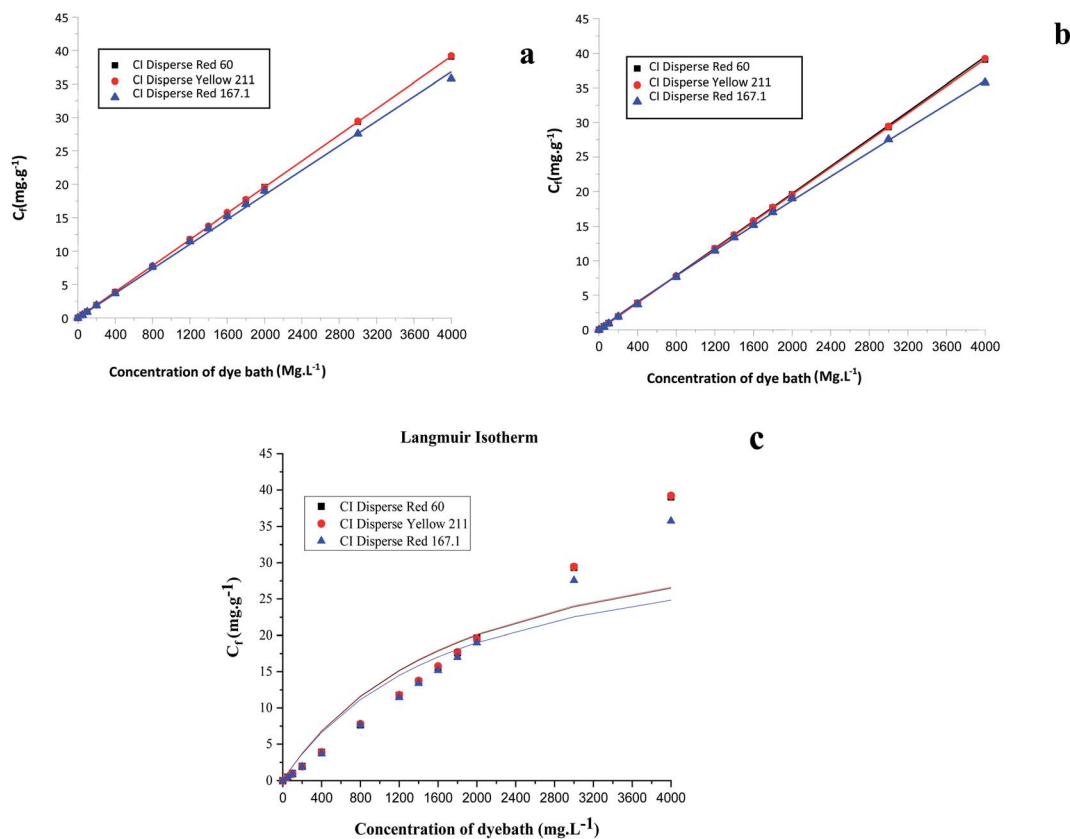 a
45
40
35
30
25
20
15
10
5
0
C_f(mg.g⁻¹)
CI Disperse Red 60
CI Disperse Yellow 211
CI Disperse Red 167.1
0 400 800 1200 1600 2000 2400 2800 3200 3600 4000
Concentration of dye bath (Mg.L⁻¹)
b
45
40
35
30
25
20
15
10
5
0
C_f(mg.g⁻¹)
CI Disperse Red 60
CI Disperse Yellow 211
CI Disperse Red 167.1
0 400 800 1200 1600 2000 2400 2800 3200 3600 4000
Concentration of dye bath (Mg.L⁻¹)
Langmuir Isotherm
c
45
40
35
30
25
20
15
10
5
0
C_f (mg.g⁻¹)
CI Disperse Red 60
CI Disperse Yellow 211
CI Disperse Red 167.1
0 400 800 1200 1600 2000 2400 2800 3200 3600 4000
Concentration of dyebath (mg.L⁻¹)